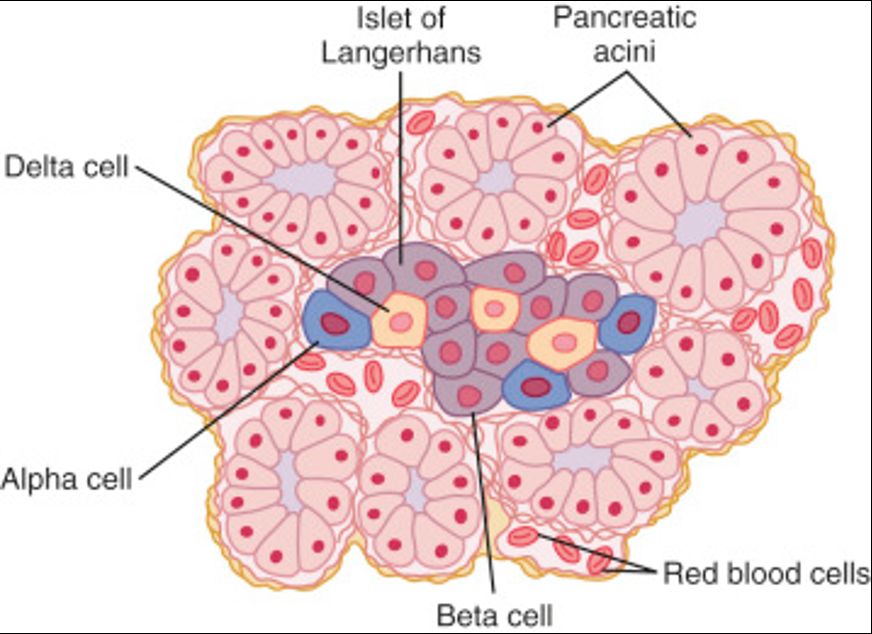 Islet of
Langerhans
Pancreatic
acini
Delta cell
Alpha cell
Red blood cells
Beta cell